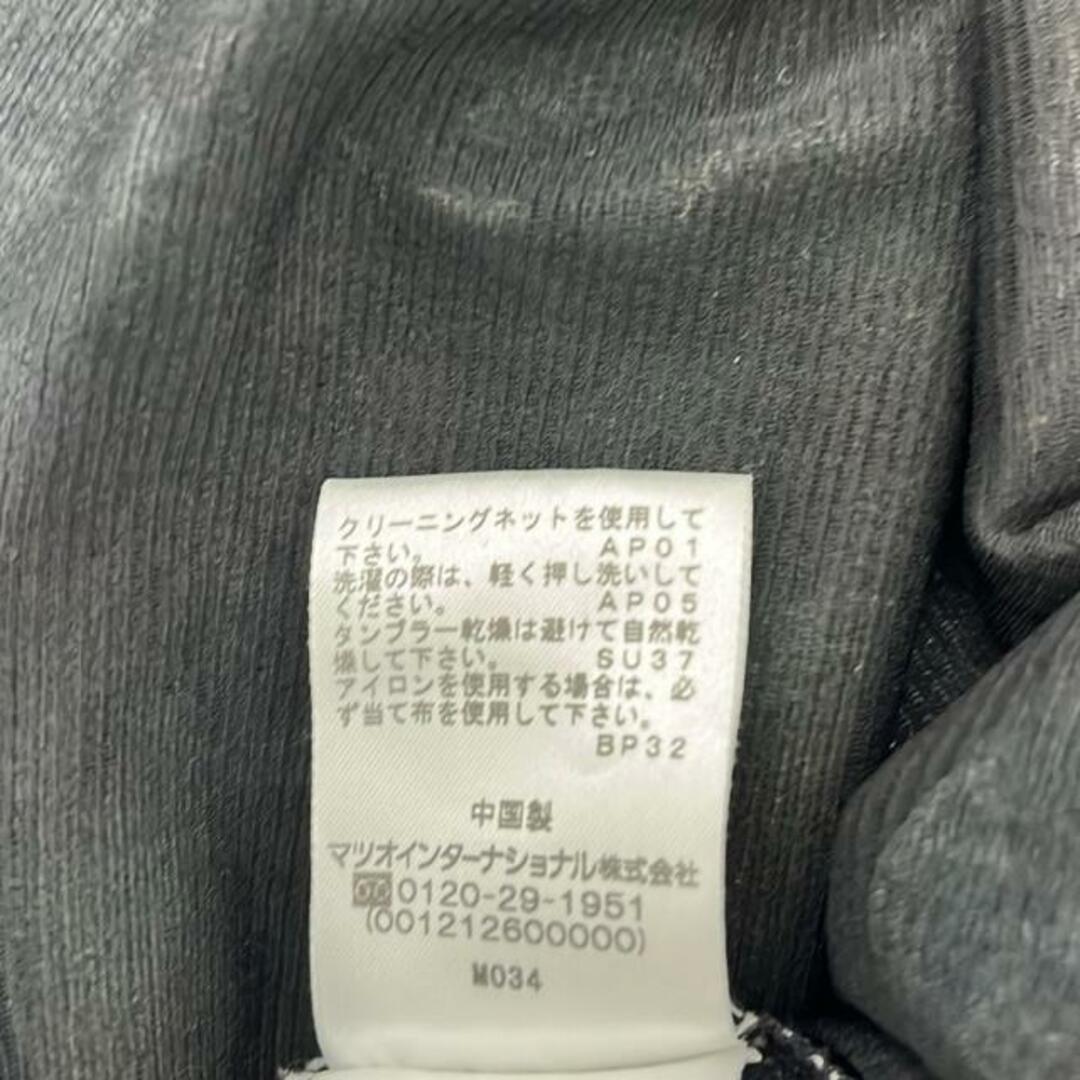 クリーニングネットを使用して
下さい。 AP01
洗濯の際は、軽く押し洗いして
ください。 AP05
タンブラー乾燥は避けて自然乾
燥して下さい。 SU37
アイロンを使用する場合は、必
ず当て布を使用して下さい。
BP32
中国製
マツオインターナショナル株式会社
0120-29-1951
(001212600000)
M034